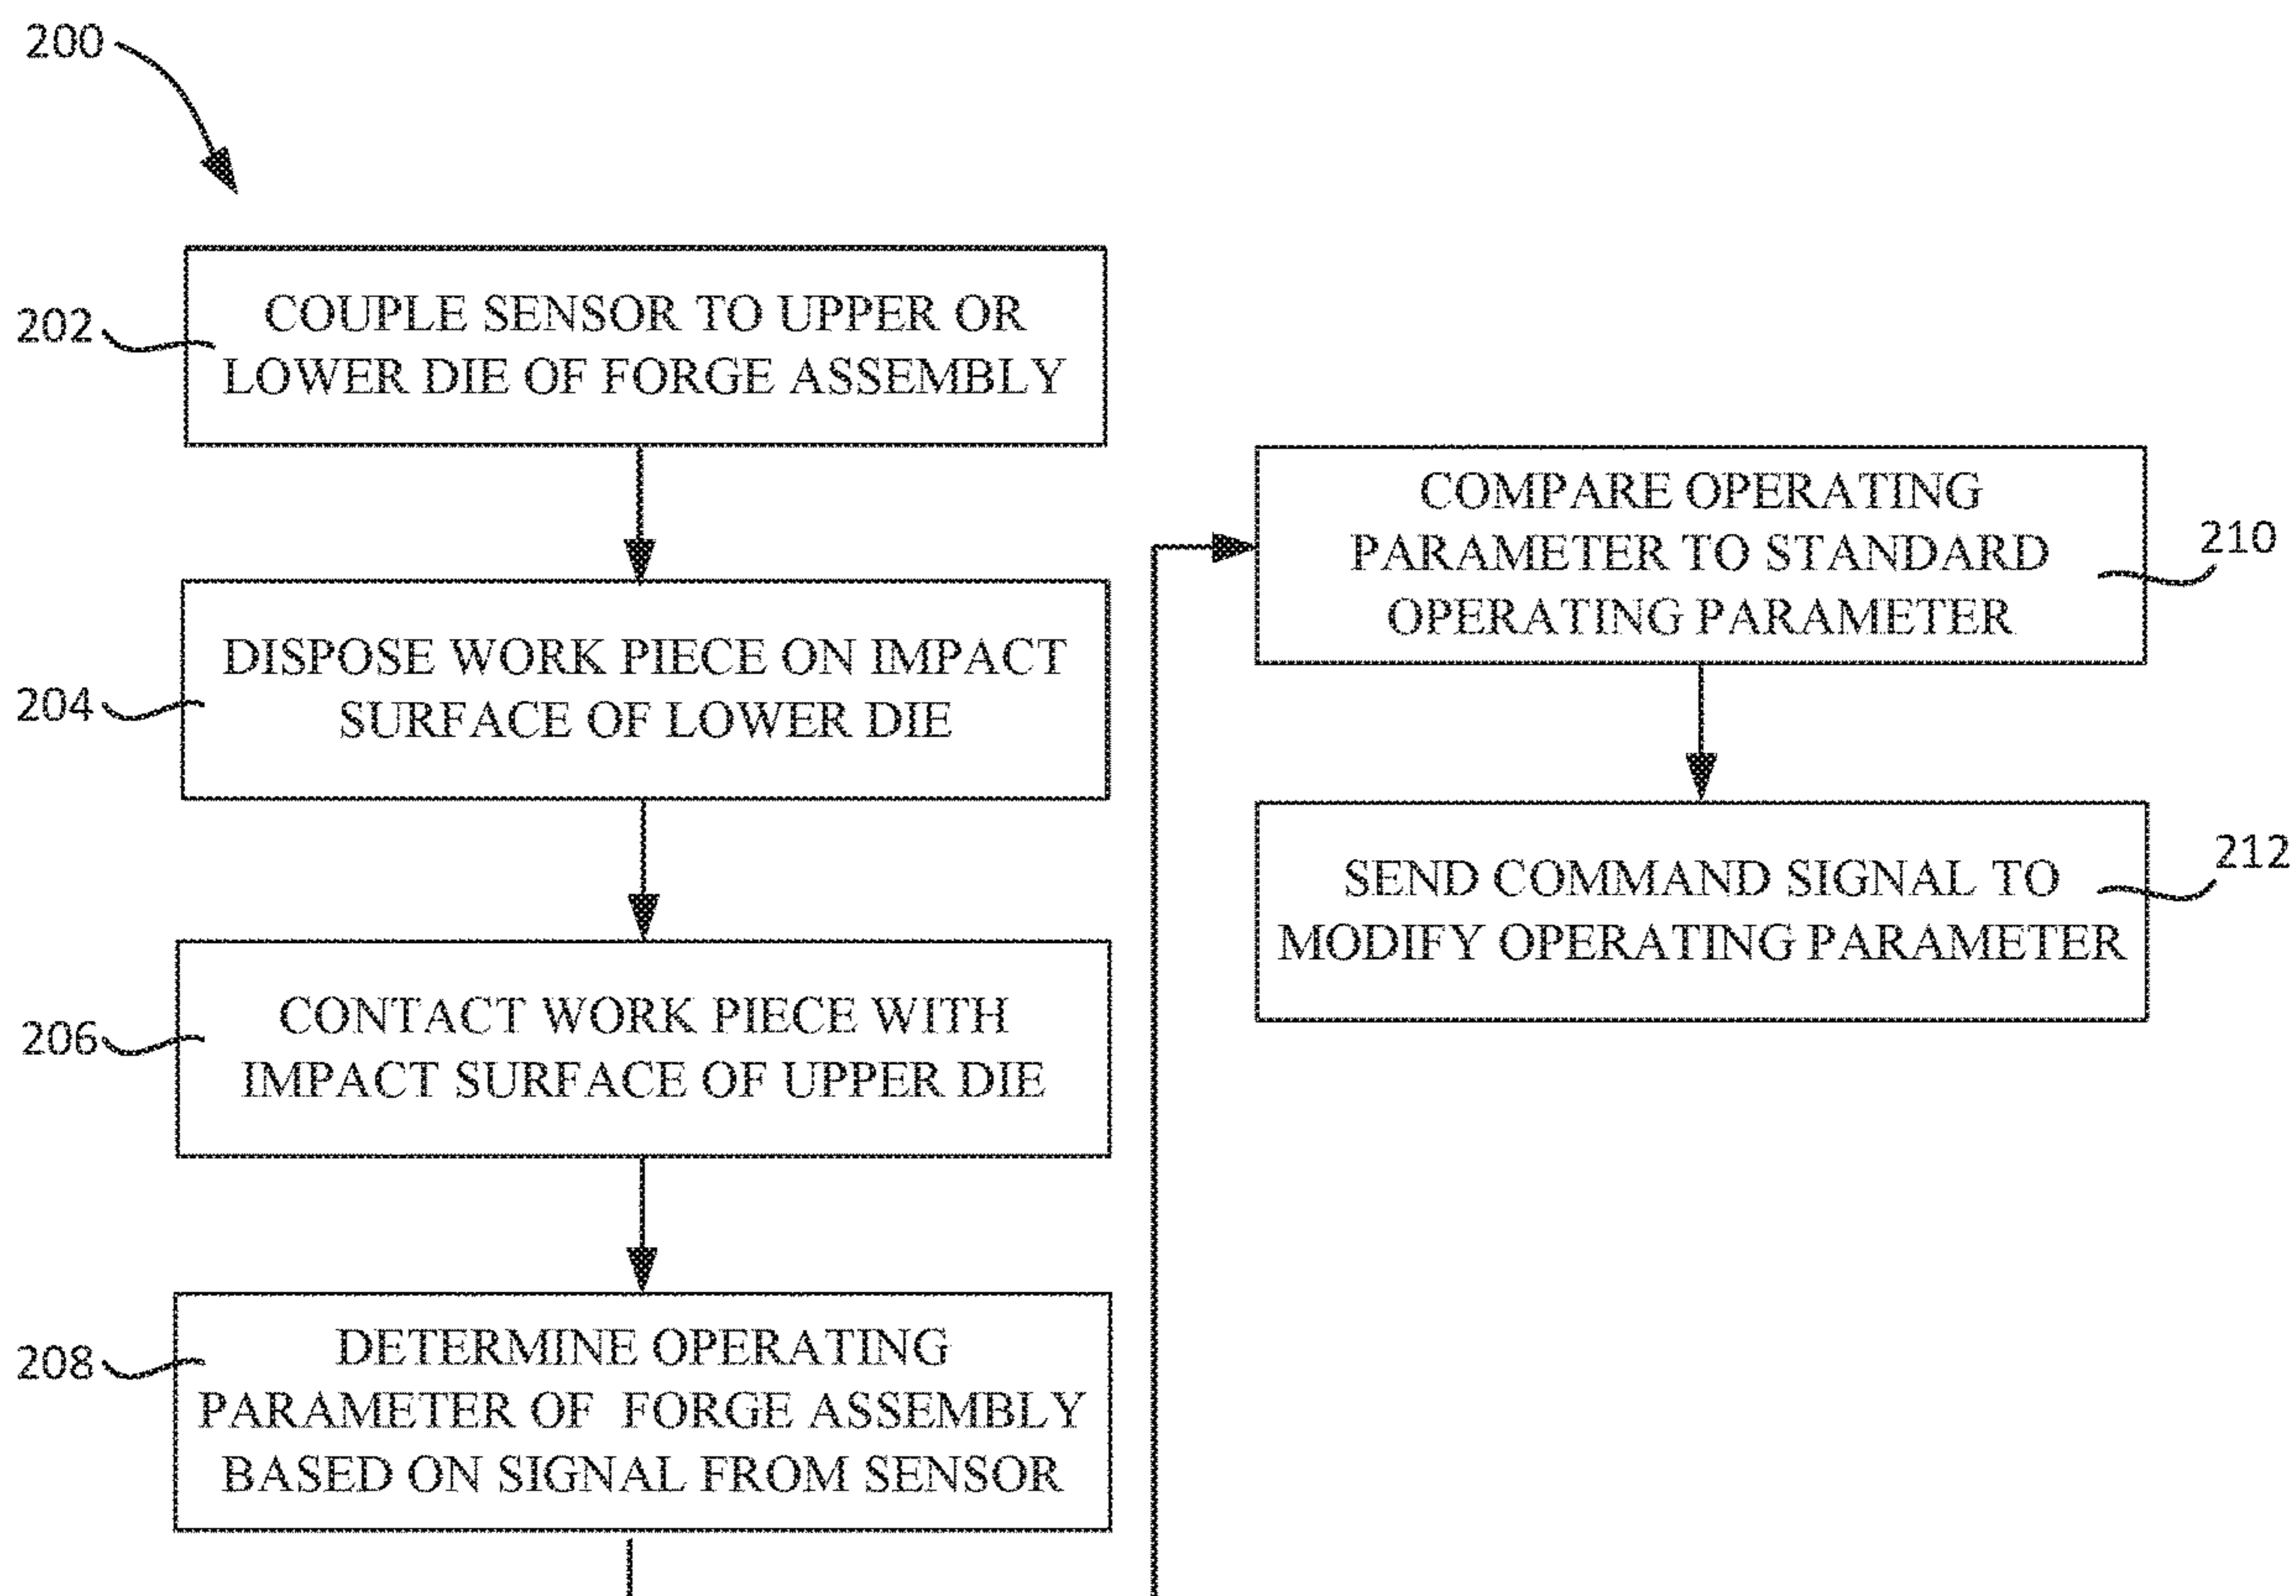 200
202
COUPLE SENSOR TO UPPER OR
LOWER DIE OF FORGE ASSEMBLY
204
DISPOSE WORK PIECE ON IMPACT
SURFACE OF LOWER DIE
206
CONTACT WORK PIECE WITH
IMPACT SURFACE OF UPPER DIE
208
DETERMINE OPERATING
PARAMETER OF FORGE ASSEMBLY
BASED ON SIGNAL FROM SENSOR
COMPARE OPERATING
PARAMETER TO STANDARD
OPERATING PARAMETER
210
SEND COMMAND SIGNAL TO
MODIFY OPERATING PARAMETER
212